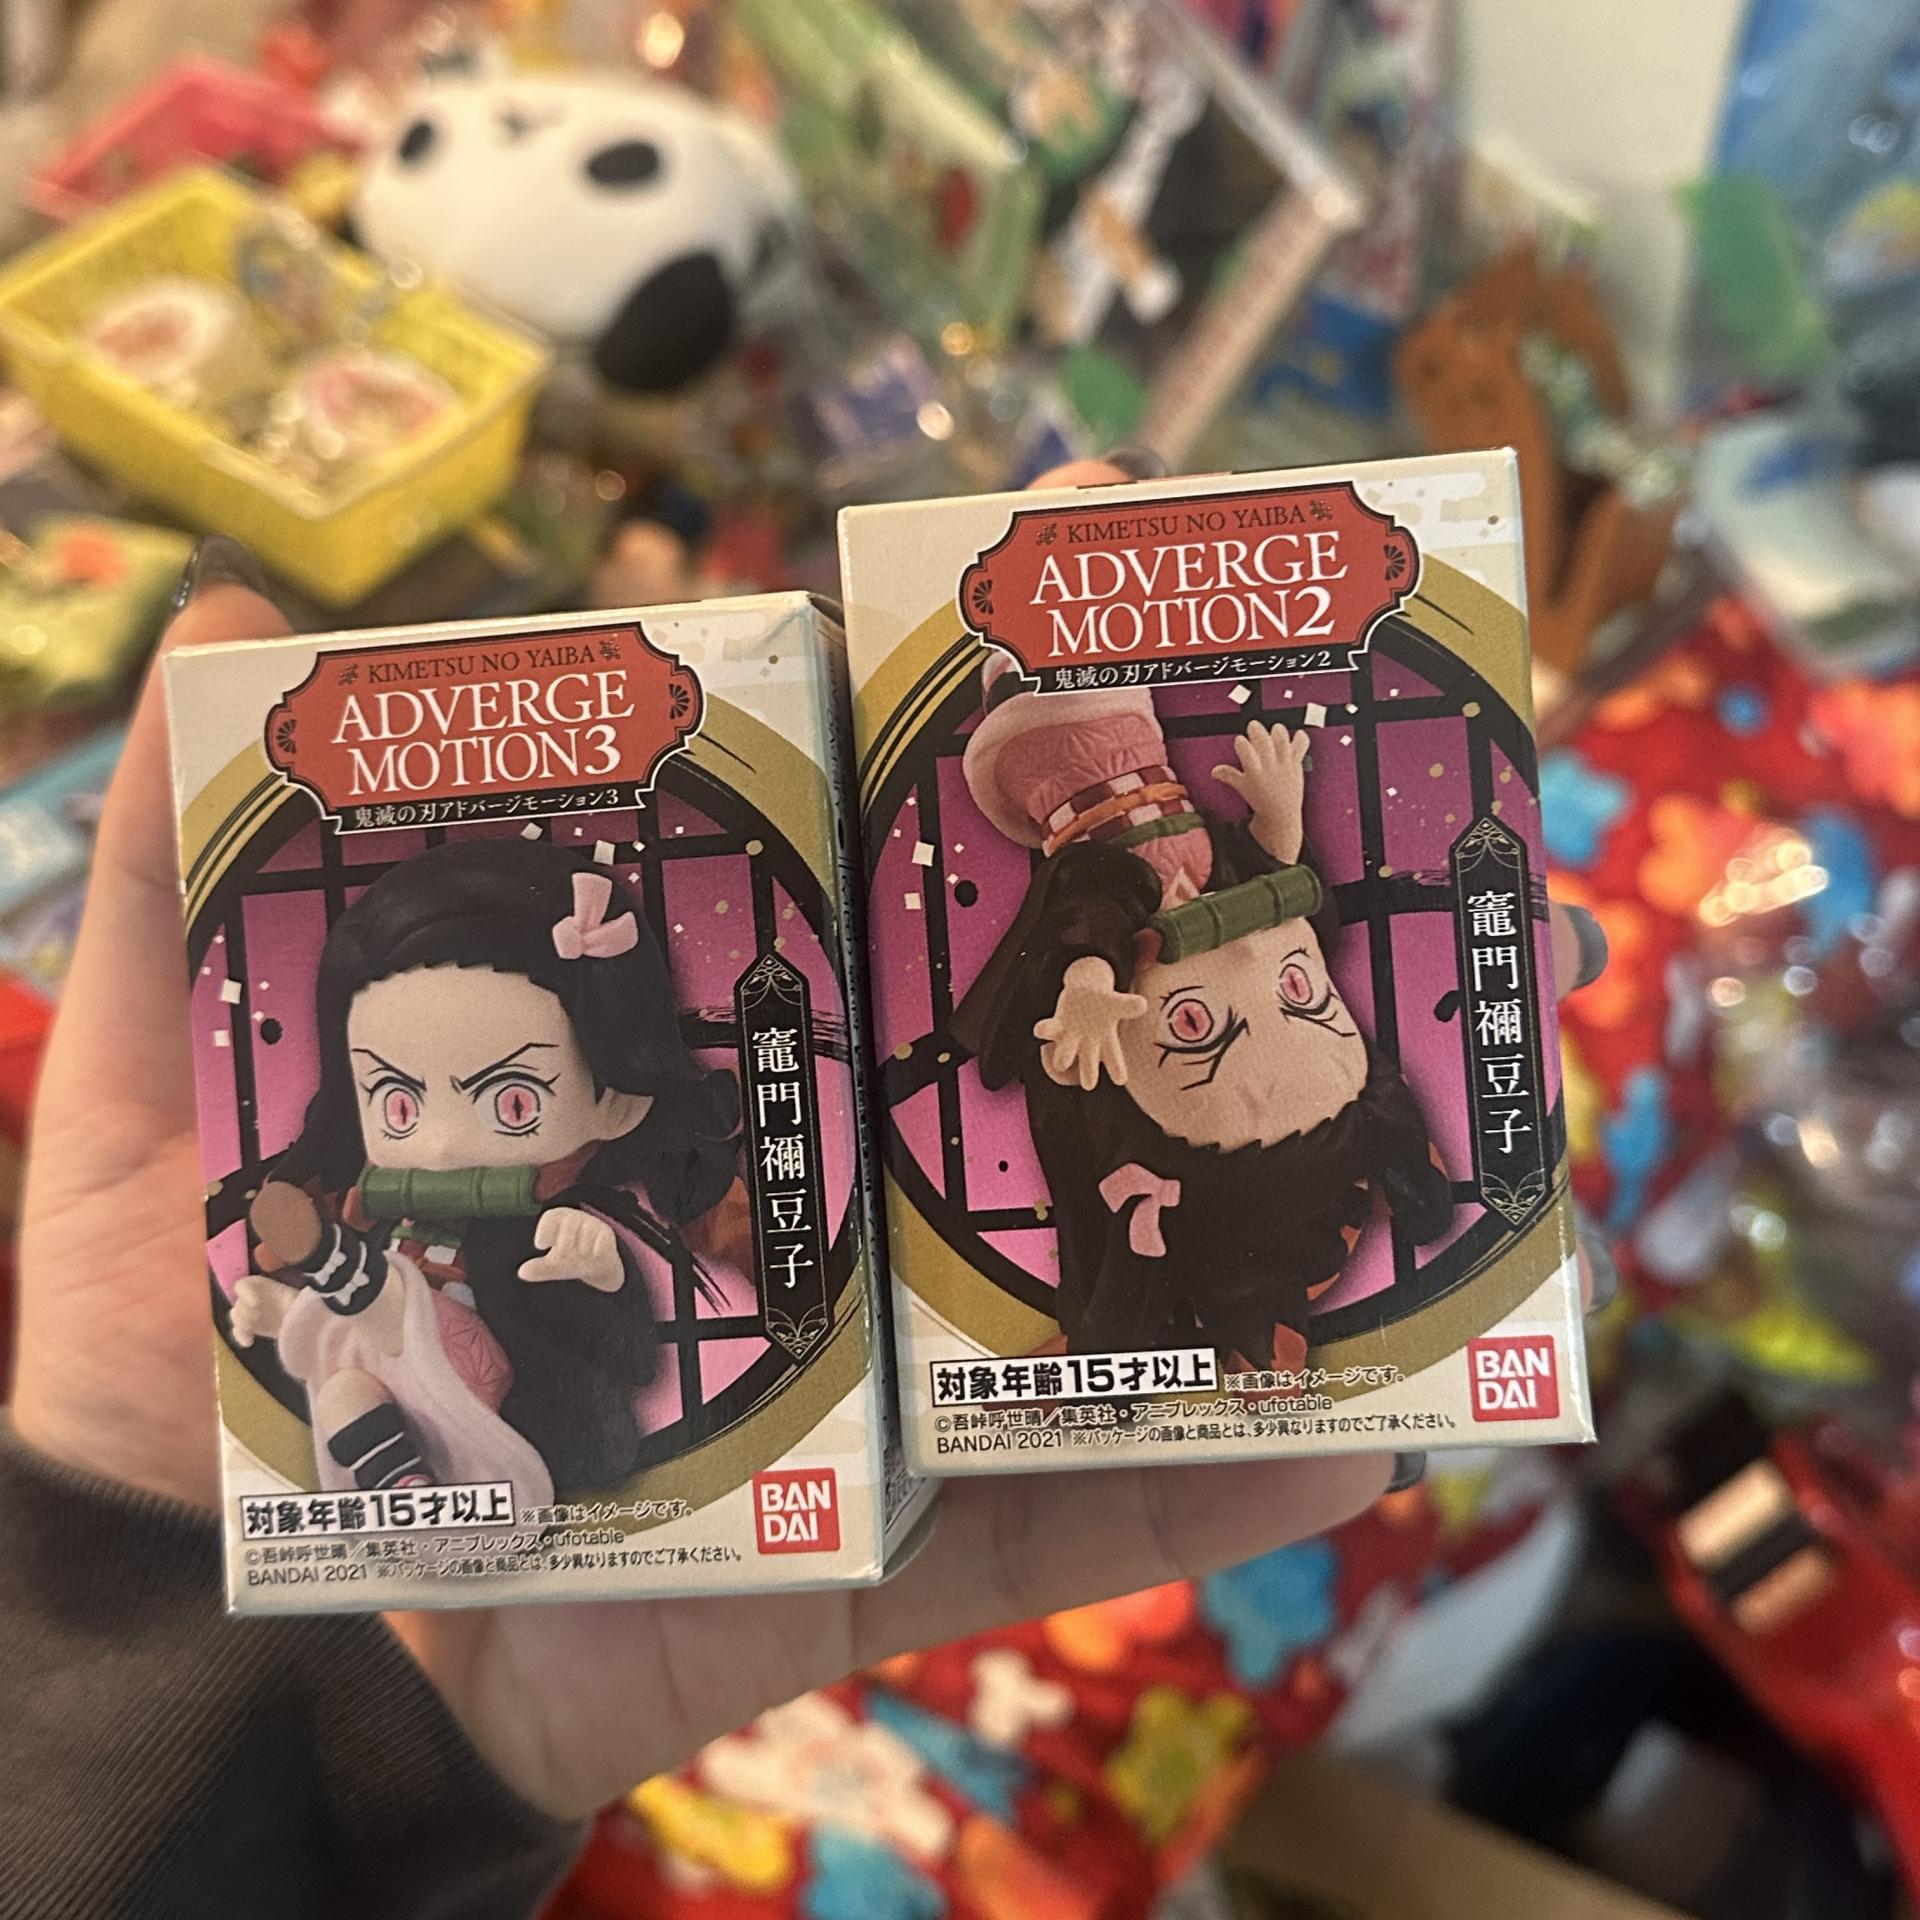 KIMETSU NO YAIBA
ADVERGE
MOTION3
鬼滅の刃アドバージモーション3
竈門禰豆子
対象年齢15才以上
※画像はイメージです。
©吾峠呼世晴／集英社・アニプレックス・ufotable
BANDAI 2021 ※パッケージの画像と商品とは、多少異なりますのでご了承ください。
BAN
DAI
KIMETSU NO YAIBA
ADVERGE
MOTION2
鬼滅の刃アドバージモーション2
竈門禰豆子
対象年齢15才以上
※画像はイメージです。
©吾峠呼世晴／集英社・アニプレックス・ufotable
BANDAI 2021 ※パッケージの画像と商品とは、多少異なりますのでご了承ください。
BAN
DAI